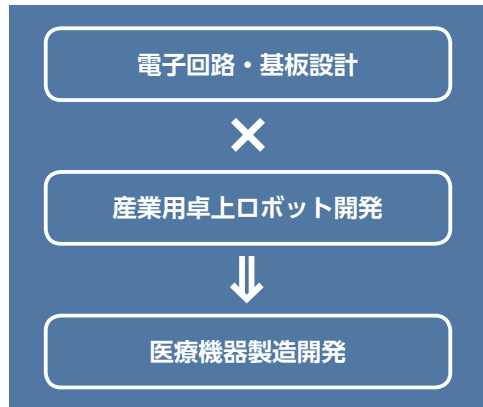 電子回路・基板設計
×
産業用卓上ロボット開発
⇓
医療機器製造開発